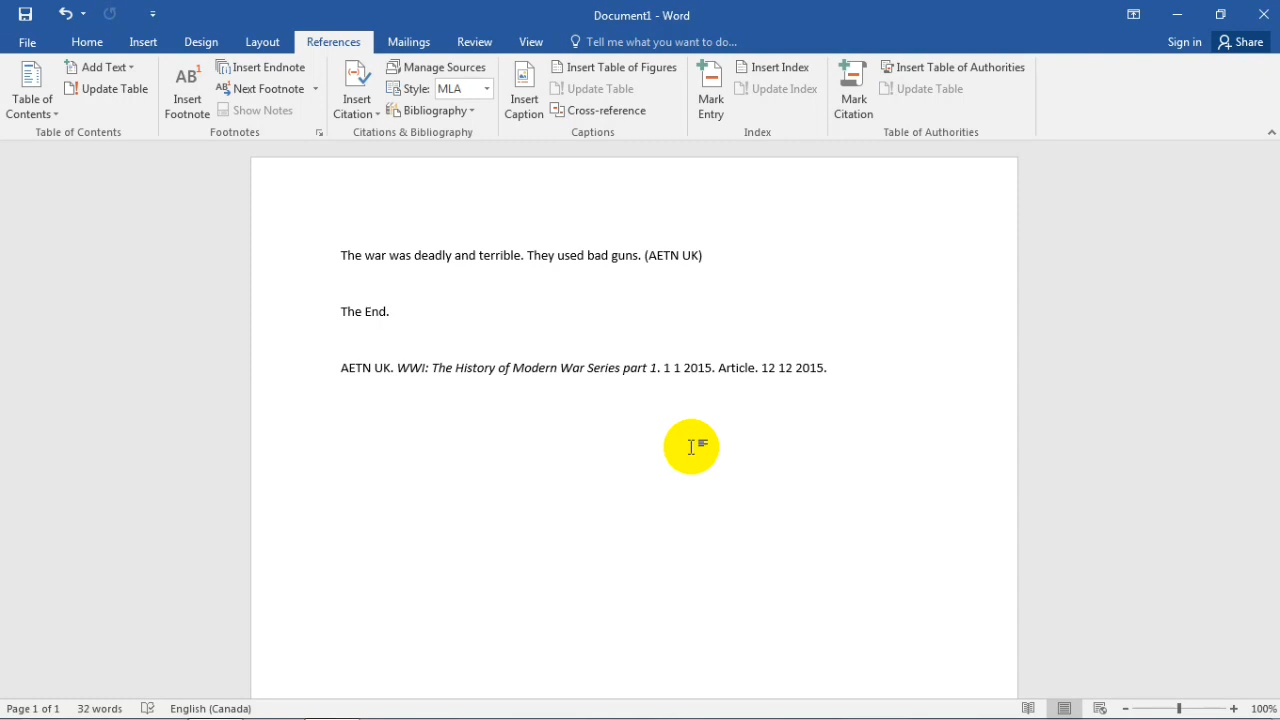 Document1 - Word
File Home Insert Design Layout References Mailings Review View Tell me what you want to do... Sign in Share
Table of Contents
Add Text
Update Table
Table of Contents
AB1
Insert Footnote
Insert Endnote
AB1 Next Footnote
Show Notes
Footnotes
Insert Citation
Manage Sources
Style: MLA
Bibliography
Citations & Bibliography
Insert Caption
Insert Table of Figures
Update Table
Cross-reference
Captions
Mark Entry
Insert Index
Update Index
Index
Mark Citation
Insert Table of Authorities
Update Table
Table of Authorities
The war was deadly and terrible. They used bad guns. (AETN UK)
The End.
AETN UK. WWI: The History of Modern War Series part 1. 1 1 2015. Article. 12 12 2015.
Page 1 of 1 32 words English (Canada) 100%